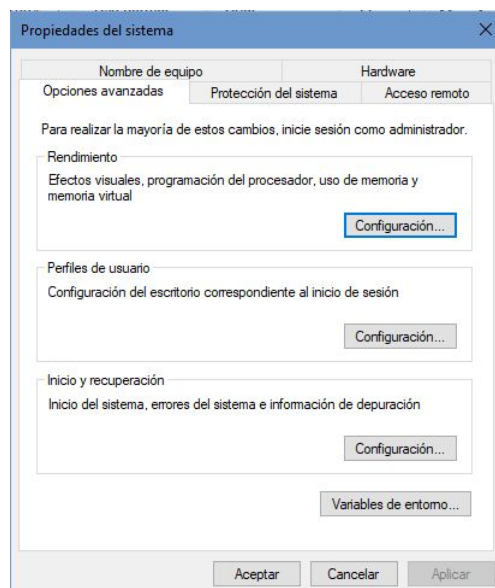 Propiedades del sistema
Nombre de equipo Hardware
Opciones avanzadas Protección del sistema Acceso remoto
Para realizar la mayoría de estos cambios, inicie sesión como administrador.
Rendimiento
Efectos visuales, programación del procesador, uso de memoria y
memoria virtual
Configuración...
Perfiles de usuario
Configuración del escritorio correspondiente al inicio de sesión
Configuración...
Inicio y recuperación
Inicio del sistema, errores del sistema e información de depuración
Configuración...
Variables de entorno...
Aceptar Cancelar Aplicar